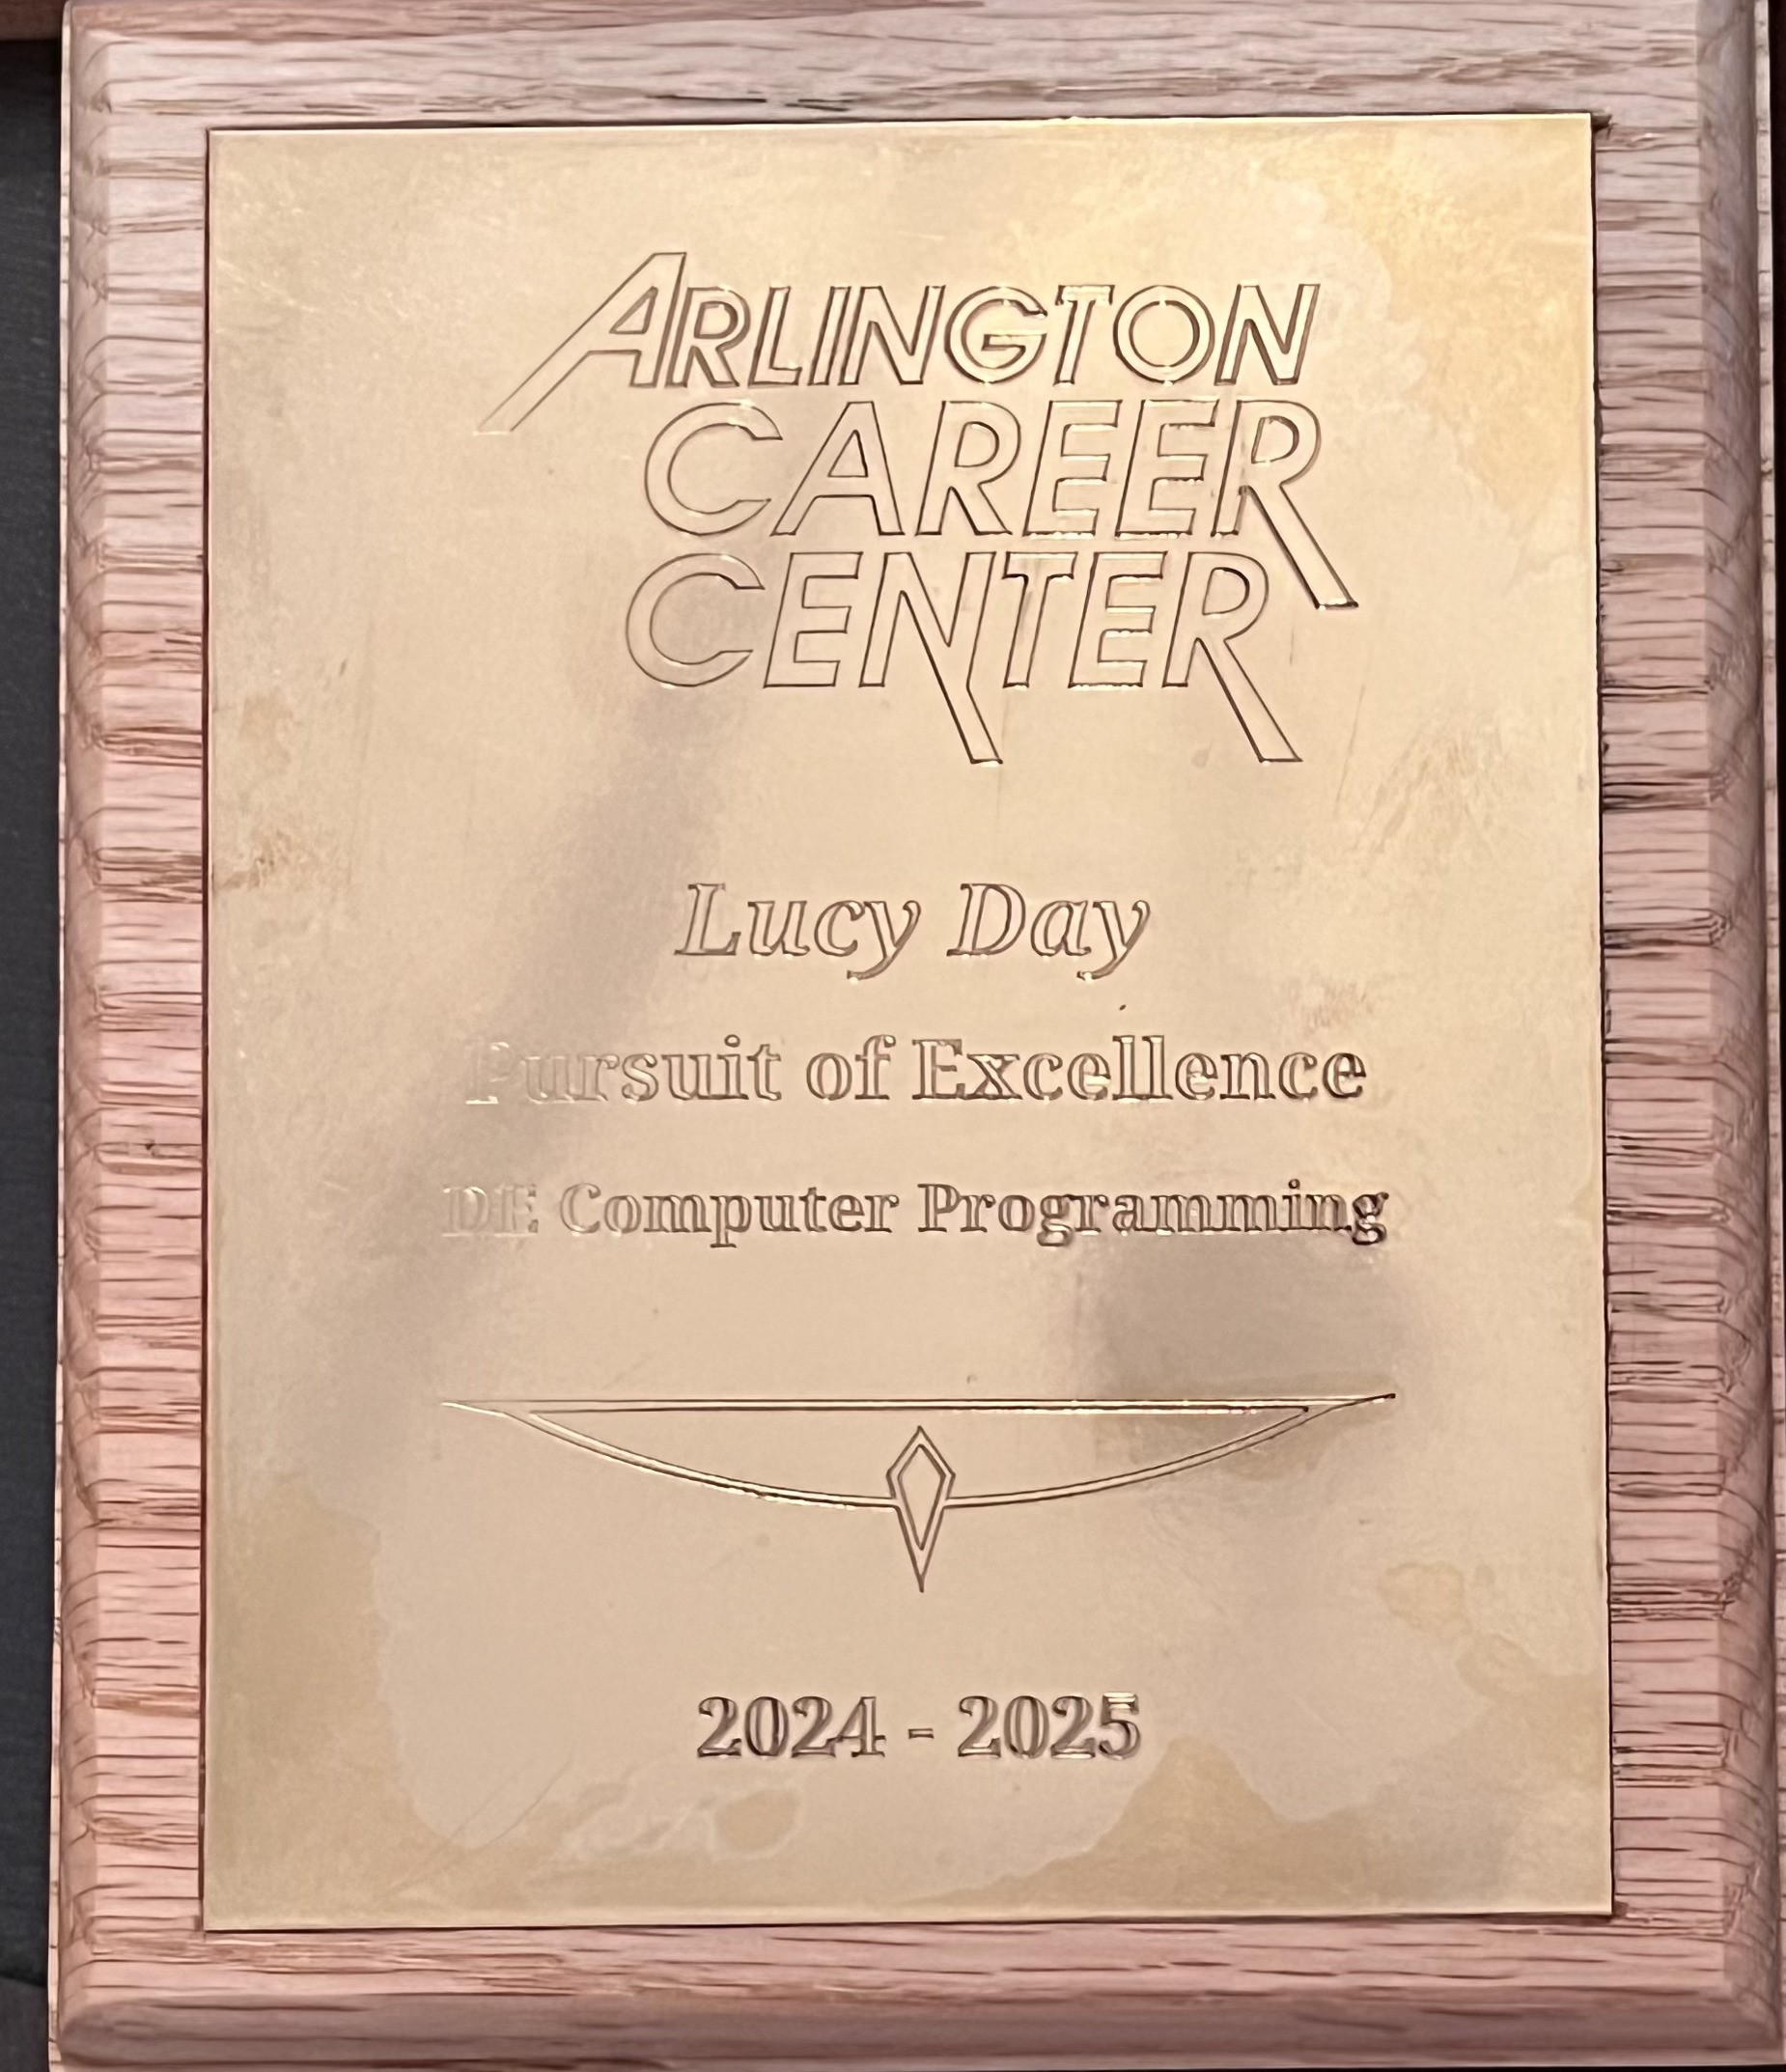 ARLINGTON
CAREER
CENTER
Lucy Day
Pursuit of Excellence
DE Computer Programming
2024 - 2025